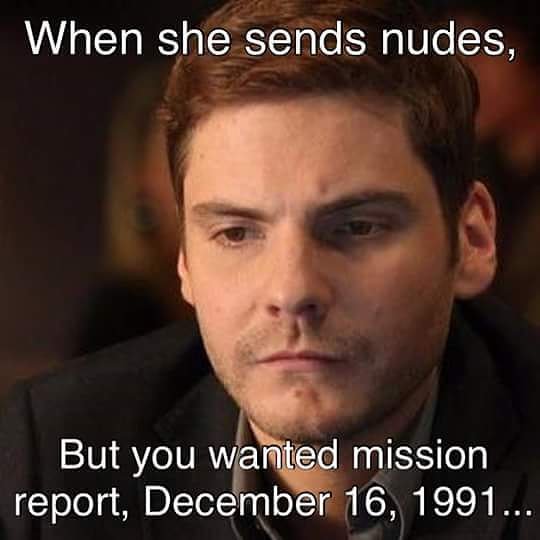 When she sends nudes,
But you wanted mission
report, December 16, 1991...